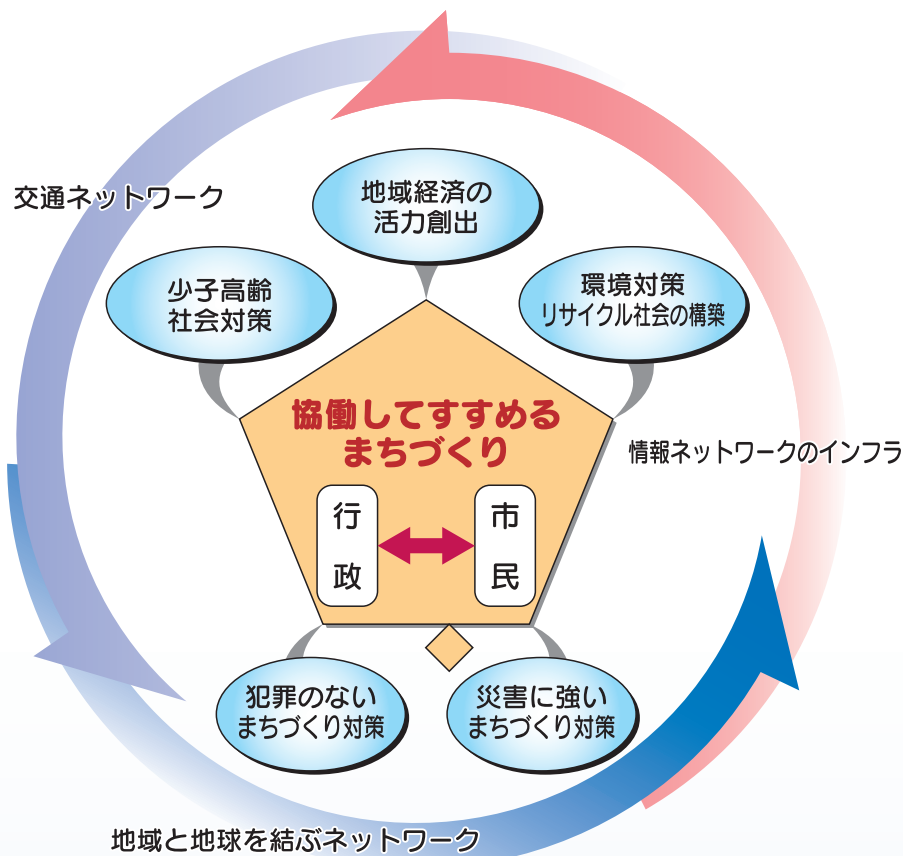 交通ネットワーク
地域経済の
活力創出
少子高齢
社会対策
環境対策
リサイクル社会の構築
協働してすすめる
まちづくり
情報ネットワークのインフラ
行政
市民
犯罪のない
まちづくり対策
災害に強い
まちづくり対策
地域と地球を結ぶネットワーク